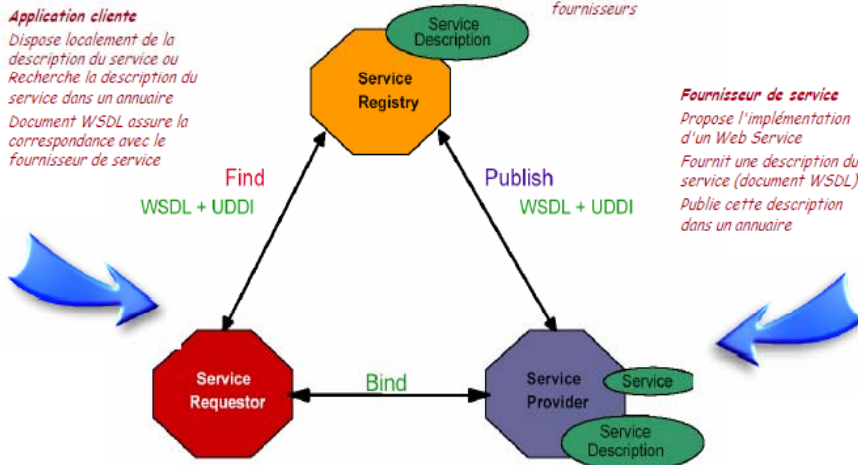 Application cliente
Dispose localement de la
description du service ou
Recherche la description du
service dans un annuaire
Document WSDL assure la
correspondance avec le
fournisseur de service
fournisseurs
Service
Description
Service
Registry
Fournisseur de service
Propose l'implémentation
d'un Web Service
Fournit une description du
service (document WSDL)
Publie cette description
dans un annuaire
Find
WSDL + UDDI
Publish
WSDL + UDDI
Service
Requestor
Bind
Service
Provider
Service
Service
Description